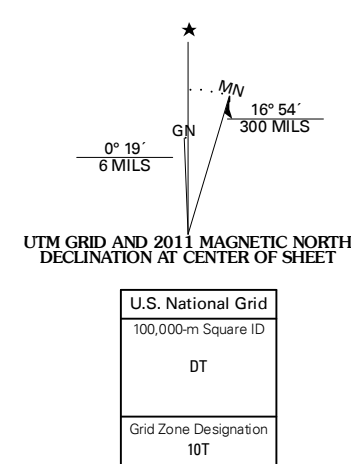 ★
MN
16° 54´
300 MILS
GN
0° 19´
6 MILS
UTM GRID AND 2011 MAGNETIC NORTH
DECLINATION AT CENTER OF SHEET
U.S. National Grid
100,000-m Square ID
DT
Grid Zone Designation
10T